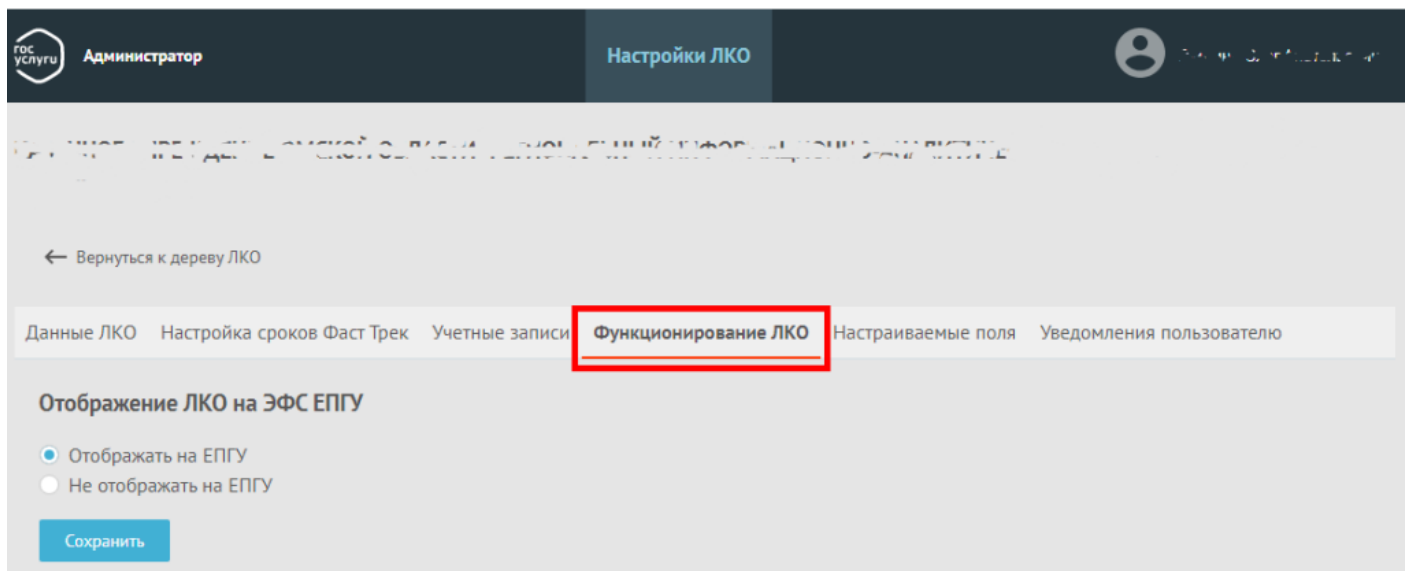 гос
услуги
Администратор
Настройки ЛКО
← Вернуться к дереву ЛКО
Данные ЛКО Настройка сроков Фаст Трек Учетные записи Функционирование ЛКО Настраиваемые поля Уведомления пользователю
Отображение ЛКО на ЭФС ЕПГУ
Отображать на ЕПГУ
Не отображать на ЕПГУ
Сохранить